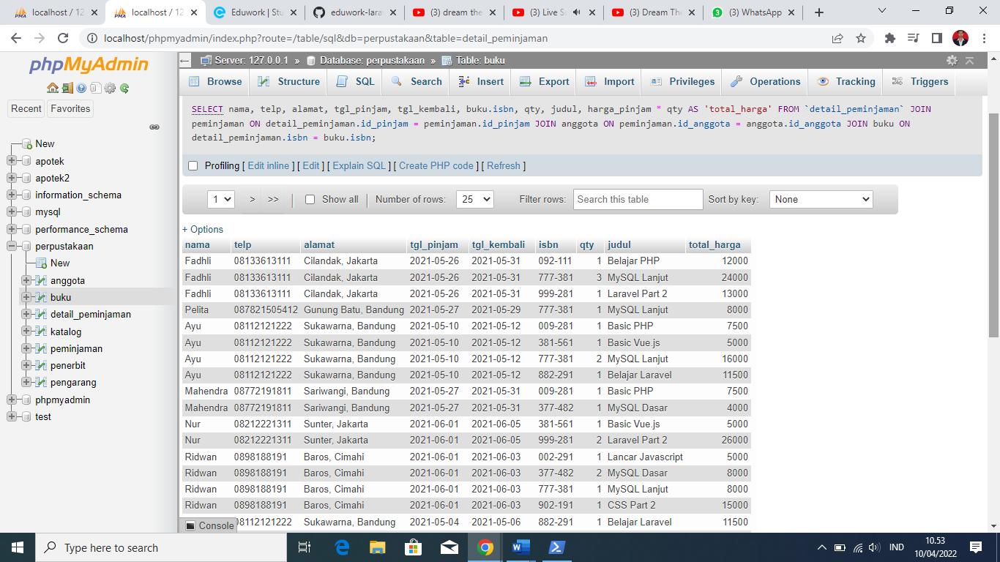 localhost / 12
localhost / 12
Eduwork | Stu
eduwork-lara
(3) dream the
(3) Live S
(3) Dream The
(3) WhatsApp
localhost/phpmyadmin/index.php?route=/table/sql&db=perpustakaan&table=detail_peminjaman
phpMyAdmin
Recent Favorites
New
apotek
apotek2
information_schema
mysql
performance_schema
perpustakaan
New
anggota
buku
detail_peminjaman
katalog
peminjaman
penerbit
pengarang
phpmyadmin
test
Server: 127.0.0.1 » Database: perpustakaan » Table: buku
Browse Structure SQL Search Insert Export Import Privileges Operations Tracking Triggers
SELECT nama, telp, alamat, tgl_pinjam, tgl_kembali, buku.isbn, qty, judul, harga_pinjam * qty AS 'total_harga' FROM `detail_peminjaman` JOIN
peminjaman ON detail_peminjaman.id_pinjam = peminjaman.id_pinjam JOIN anggota ON peminjaman.id_anggota = anggota.id_anggota JOIN buku ON
detail_peminjaman.isbn = buku.isbn;
Profiling [ Edit inline ] [ Edit ] [ Explain SQL ] [ Create PHP code ] [ Refresh ]
1 > >> | Show all | Number of rows: 25 Filter rows: Search this table Sort by key: None
+ Options
nama telp alamat tgl_pinjam tgl_kembali isbn qty judul total_harga
Fadhli 08133613111 Cilandak, Jakarta 2021-05-26 2021-05-31 092-111 1 Belajar PHP 12000
Fadhli 08133613111 Cilandak, Jakarta 2021-05-26 2021-05-31 777-381 3 MySQL Lanjut 24000
Fadhli 08133613111 Cilandak, Jakarta 2021-05-26 2021-05-31 999-281 1 Laravel Part 2 13000
Pelita 087821505412 Gunung Batu, Bandung 2021-05-27 2021-05-29 777-381 1 MySQL Lanjut 8000
Ayu 08112121222 Sukawarna, Bandung 2021-05-10 2021-05-12 009-281 1 Basic PHP 7500
Ayu 08112121222 Sukawarna, Bandung 2021-05-10 2021-05-12 381-561 1 Basic Vue.js 5000
Ayu 08112121222 Sukawarna, Bandung 2021-05-10 2021-05-12 777-381 2 MySQL Lanjut 16000
Ayu 08112121222 Sukawarna, Bandung 2021-05-10 2021-05-12 882-291 1 Belajar Laravel 11500
Mahendra 08772191811 Sariwangi, Bandung 2021-05-27 2021-05-31 009-281 1 Basic PHP 7500
Mahendra 08772191811 Sariwangi, Bandung 2021-05-27 2021-05-31 377-482 1 MySQL Dasar 4000
Nur 08212221311 Sunter, Jakarta 2021-06-01 2021-06-05 381-561 1 Basic Vue.js 5000
Nur 08212221311 Sunter, Jakarta 2021-06-01 2021-06-05 999-281 2 Laravel Part 2 26000
Ridwan 0898188191 Baros, Cimahi 2021-06-01 2021-06-03 002-291 1 Lancar Javascript 5000
Ridwan 0898188191 Baros, Cimahi 2021-06-01 2021-06-03 377-482 2 MySQL Dasar 8000
Ridwan 0898188191 Baros, Cimahi 2021-06-01 2021-06-03 777-381 1 MySQL Lanjut 8000
Ridwan 0898188191 Baros, Cimahi 2021-06-01 2021-06-03 902-191 1 CSS Part 2 15000
Console 08112121222 Sukawarna, Bandung 2021-05-04 2021-05-06 882-291 1 Belajar Laravel 11500
Type here to search
IND
10.53
10/04/2022